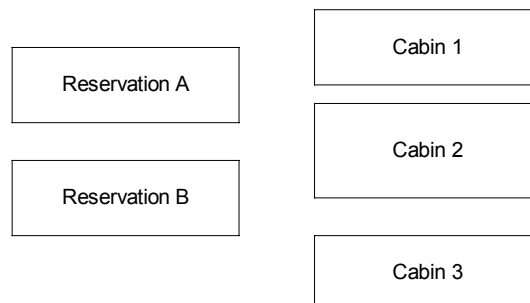 Reservation A
Reservation B
Cabin 1
Cabin 2
Cabin 3